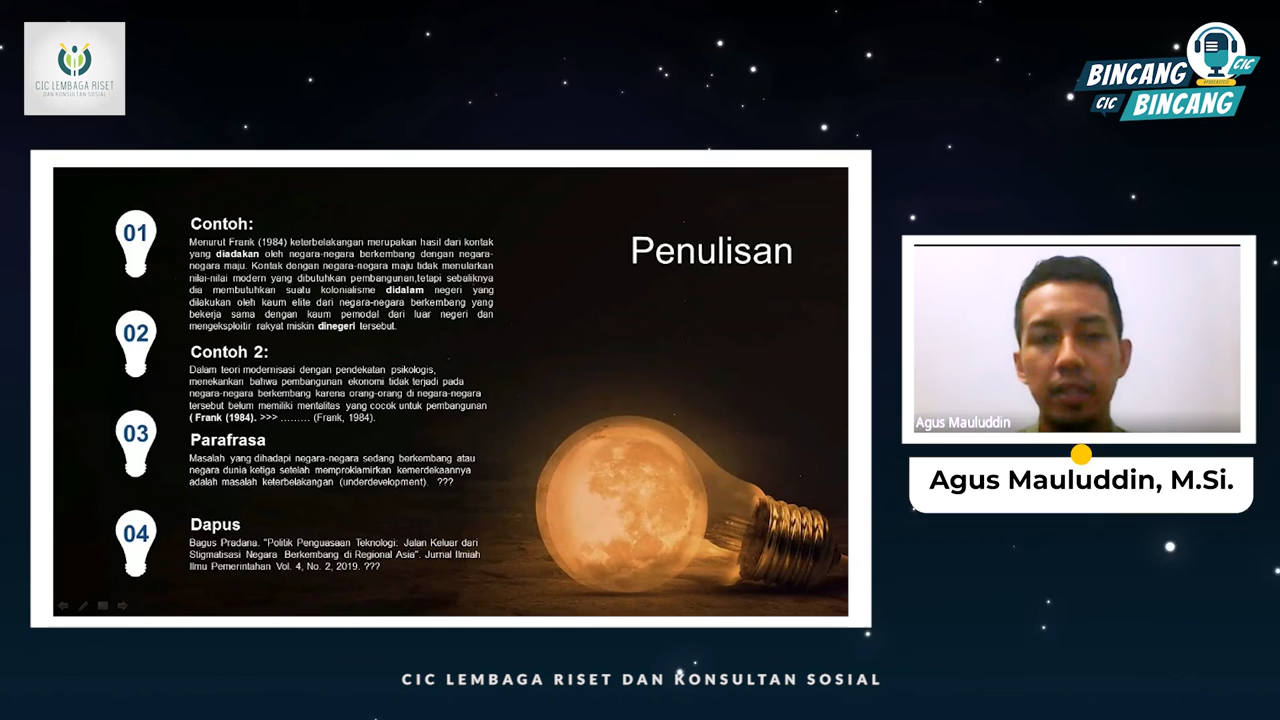 CIC LEMBAGA RISET
DAN KONSULTAN SOSIAL
BINCANG
CIC
CIC BINCANG
Penulisan
01
Contoh:
Menurut Frank (1984) keterbelakangan merupakan hasil dari kontak
yang diadakan oleh negara-negara berkembang dengan negara-
negara maju. Kontak dengan negara-negara maju tidak menularkan
nilai-nilai modern yang dibutuhkan pembangunan,tetapi sebaliknya
dia membutuhkan suatu kolonialisme didalam negeri yang
dilakukan oleh kaum elite dari negara-negara berkembang yang
bekerja sama dengan kaum pemodal dari luar negeri dan
mengeksploitir rakyat miskin dinegeri tersebut.
02
Contoh 2:
Dalam teori modernisasi dengan pendekatan psikologis,
menekankan bahwa pembangunan ekonomi tidak terjadi pada
negara-negara berkembang karena orang-orang di negara-negara
tersebut belum memiliki mentalitas yang cocok untuk pembangunan
( Frank (1984). >>> ……... (Frank, 1984).
03
Parafrasa
Masalah yang dihadapi negara-negara sedang berkembang atau
negara dunia ketiga setelah memproklamirkan kemerdekaannya
adalah masalah keterbelakangan (underdevelopment). ???
04
Dapus
Bagus Pradana. "Politik Penguasaan Teknologi: Jalan Keluar dari
Stigmatisasi Negara Berkembang di Regional Asia". Jurnal Ilmiah
Ilmu Pemerintahan Vol. 4, No. 2, 2019. ???
Agus Mauluddin
Agus Mauluddin, M.Si.
CIC LEMBAGA RISET DAN KONSULTAN SOSIAL